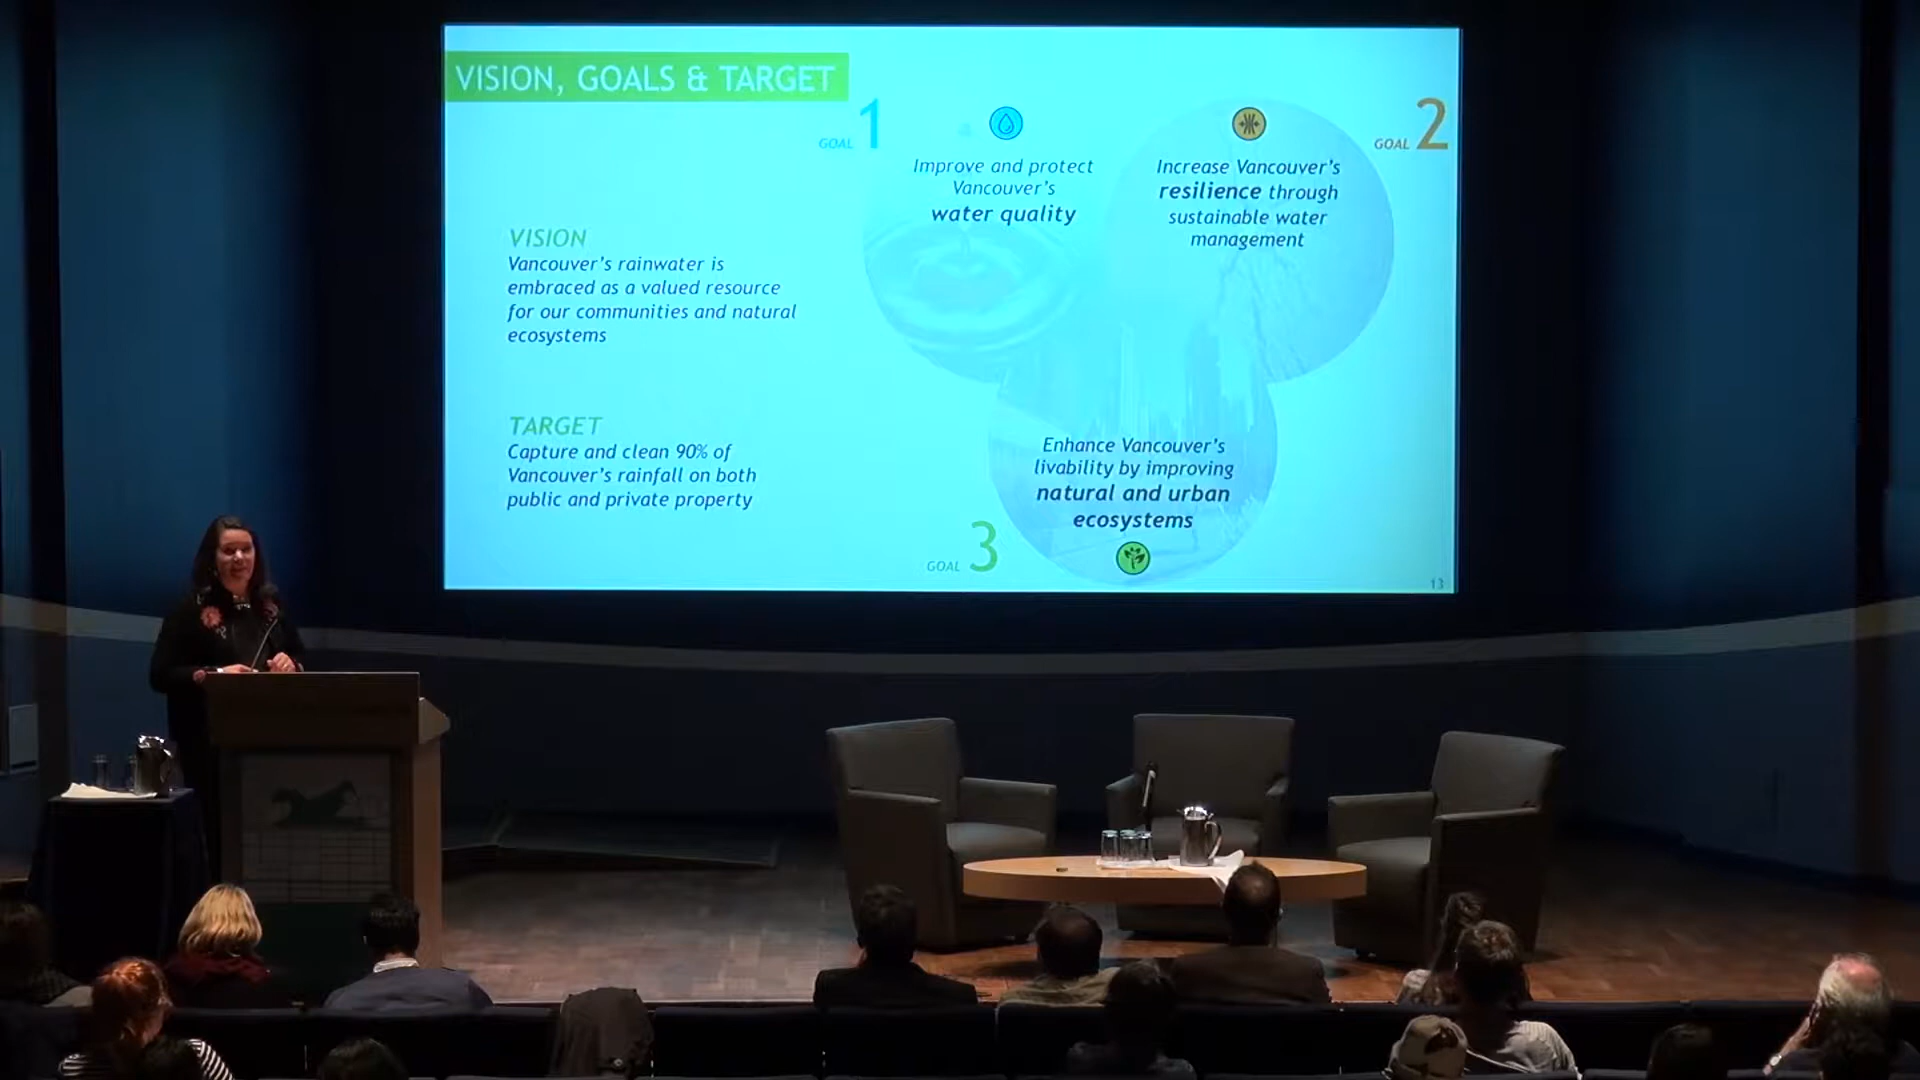 VISION, GOALS & TARGET
GOAL 1
Improve and protect
Vancouver's
water quality
GOAL 2
Increase Vancouver's
resilience through
sustainable water
management
VISION
Vancouver's rainwater is
embraced as a valued resource
for our communities and natural
ecosystems
TARGET
Capture and clean 90% of
Vancouver's rainfall on both
public and private property
GOAL 3
Enhance Vancouver's
livability by improving
natural and urban
ecosystems
13